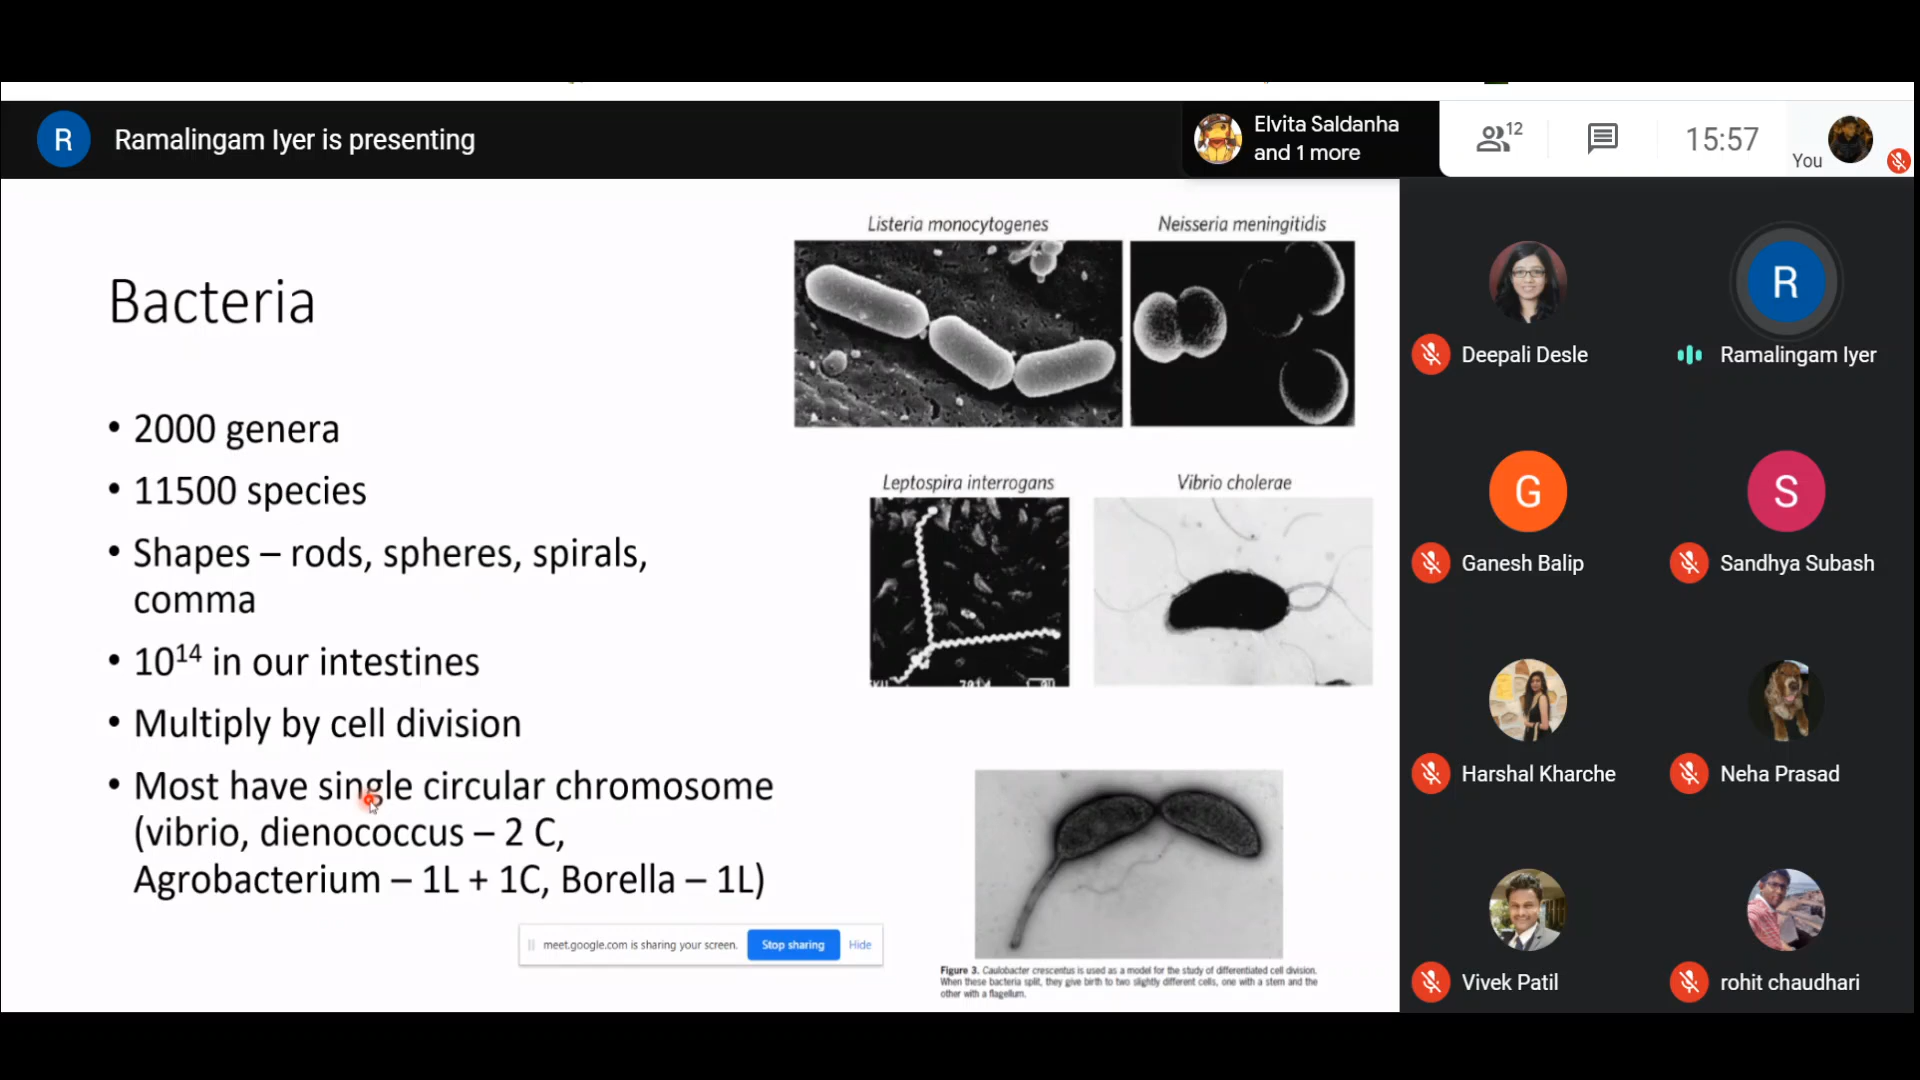 R
Ramalingam Iyer is presenting
Elvita Saldanha
and 1 more
12
15:57
You
Bacteria
• 2000 genera
• 11500 species
• Shapes – rods, spheres, spirals,
comma
• 10¹⁴ in our intestines
• Multiply by cell division
• Most have single circular chromosome
(vibrio, dienococcus – 2 C,
Agrobacterium – 1L + 1C, Borella – 1L)
Listeria monocytogenes
Neisseria meningitidis
Leptospira interrogans
Vibrio cholerae
Figure 3. Caulobacter crescentus is used as a model for the study of differentiated cell division.
When these bacteria split, they give birth to two slightly different cells, one with a stem and the
other with a flagellum.
meet.google.com is sharing your screen.
Stop sharing
Hide
Deepali Desle
R
Ramalingam Iyer
G
Ganesh Balip
S
Sandhya Subash
Harshal Kharche
Neha Prasad
Vivek Patil
rohit chaudhari